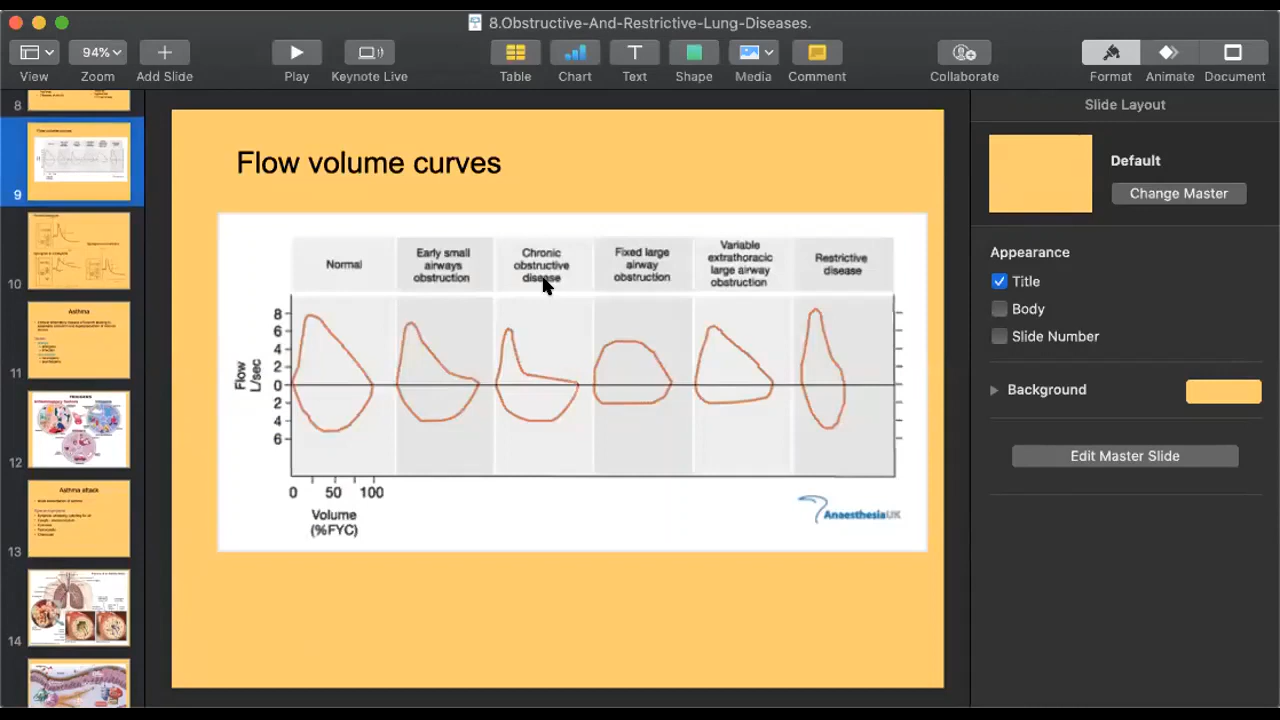 8.Obstructive-And-Restrictive-Lung-Diseases.
94%
View
Zoom
Add Slide
Play
Keynote Live
Table
Chart
Text
Shape
Media
Comment
Collaborate
Format
Animate
Document
8
9
10
11
12
13
14
Flow volume curves
Asthma
Asthma attack
Flow volume curves
Normal
Early small
airways
obstruction
Chronic
obstructive
disease
Fixed large
airway
obstruction
Variable
extrathoracic
large airway
obstruction
Restrictive
disease
Flow
L/sec
8
6
4
2
0
2
4
6
0 50 100
Volume
(%FYC)
AnaesthesiaUK
Slide Layout
Default
Change Master
Appearance
Title
Body
Slide Number
Background
Edit Master Slide